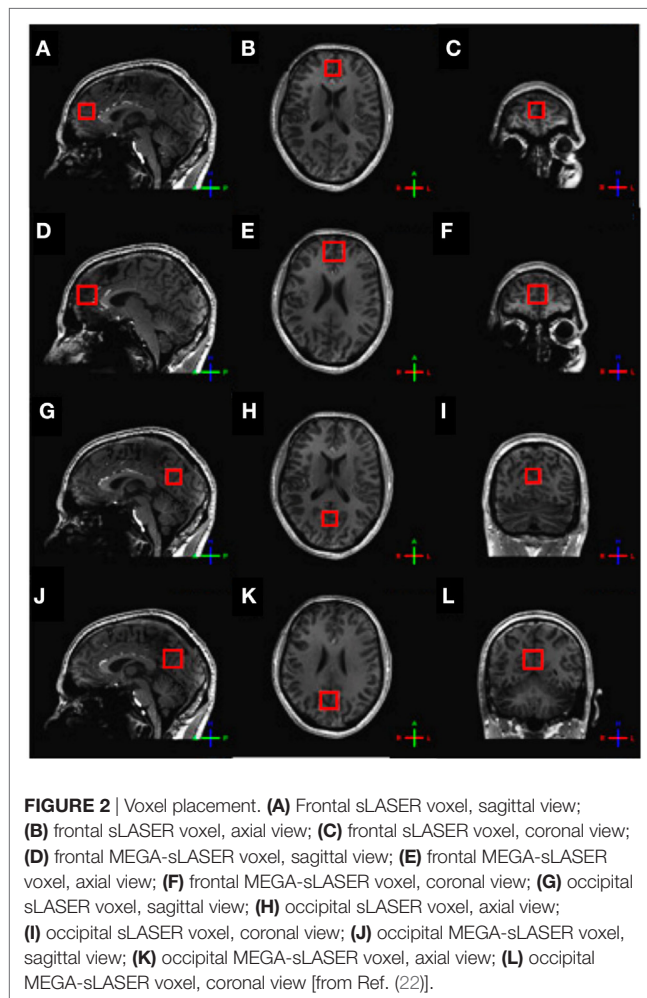 A B C
D E F
G H I
J K L
FIGURE 2 | Voxel placement. (A) Frontal sLASER voxel, sagittal view;
(B) frontal sLASER voxel, axial view; (C) frontal sLASER voxel, coronal view;
(D) frontal MEGA-sLASER voxel, sagittal view; (E) frontal MEGA-sLASER
voxel, axial view; (F) frontal MEGA-sLASER voxel, coronal view; (G) occipital
sLASER voxel, sagittal view; (H) occipital sLASER voxel, axial view;
(I) occipital sLASER voxel, coronal view; (J) occipital MEGA-sLASER voxel,
sagittal view; (K) occipital MEGA-sLASER voxel, axial view; (L) occipital
MEGA-sLASER voxel, coronal view [from Ref. (22)].